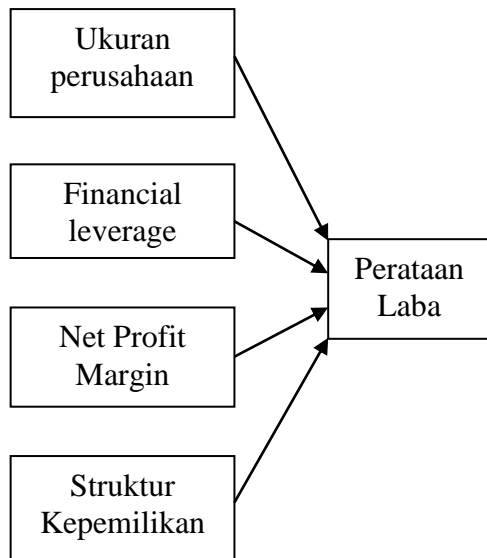 Ukuran
perusahaan
Financial
leverage
Perataan
Laba
Net Profit
Margin
Struktur
Kepemilikan